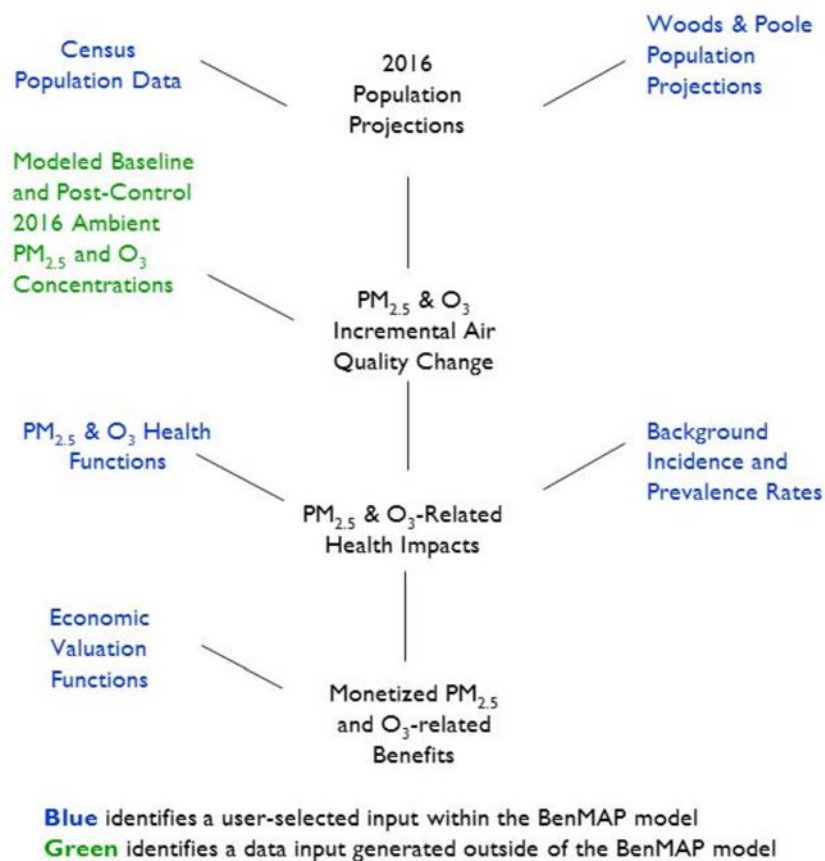 Census
Population Data
2016
Population
Projections
Woods & Poole
Population
Projections
Modeled Baseline
and Post-Control
2016 Ambient
PM2.5 and O3
Concentrations
PM2.5 & O3
Incremental Air
Quality Change
PM2.5 & O3 Health
Functions
Background
Incidence and
Prevalence Rates
PM2.5 & O3-Related
Health Impacts
Economic
Valuation
Functions
Monetized PM2.5
and O3-related
Benefits
Blue identifies a user-selected input within the BenMAP model
Green identifies a data input generated outside of the BenMAP model